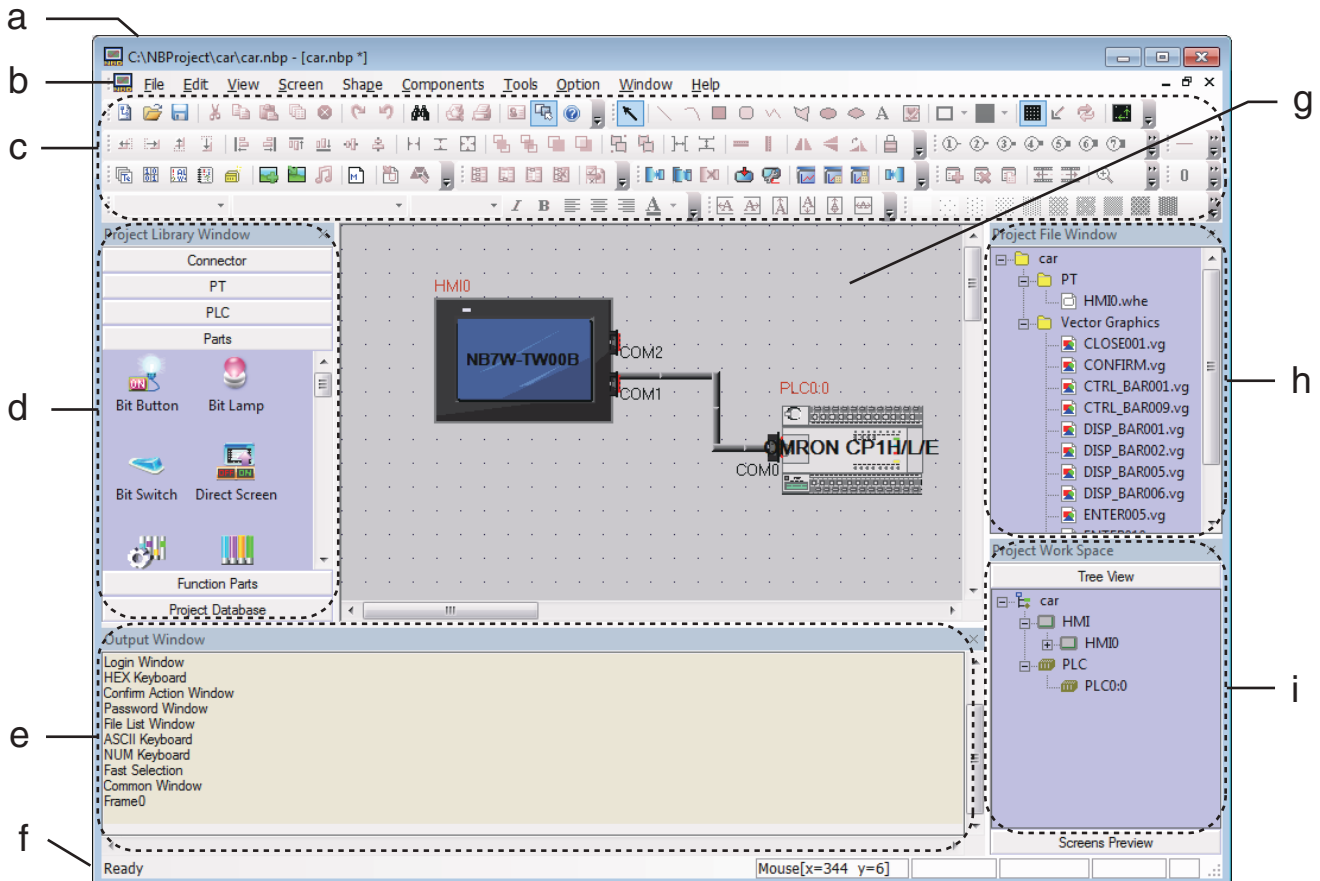 a
C:\NBProject\car\car.nbp - [car.nbp *]
b
File Edit View Screen Shape Components Tools Option Window Help
c
g
Project Library Window
Connector
PT
PLC
Parts
Bit Button
Bit Lamp
Bit Switch
Direct Screen
Function Parts
Project Database
d
HMI0
NB7W-TW00B
COM2
COM1
PLC0:0
OMRON CP1H/L/E
COM0
Project File Window
car
PT
HMI0.whe
Vector Graphics
CLOSE001.vg
CONFIRM.vg
CTRL_BAR001.vg
CTRL_BAR009.vg
DISP_BAR001.vg
DISP_BAR002.vg
DISP_BAR005.vg
DISP_BAR006.vg
ENTER005.vg
h
Project Work Space
Tree View
car
HMI
HMI0
PLC
PLC0:0
Screens Preview
i
Output Window
Login Window
HEX Keyboard
Confirm Action Window
Password Window
File List Window
ASCII Keyboard
NUM Keyboard
Fast Selection
Common Window
Frame0
e
f
Ready
Mouse[x=344 y=6]